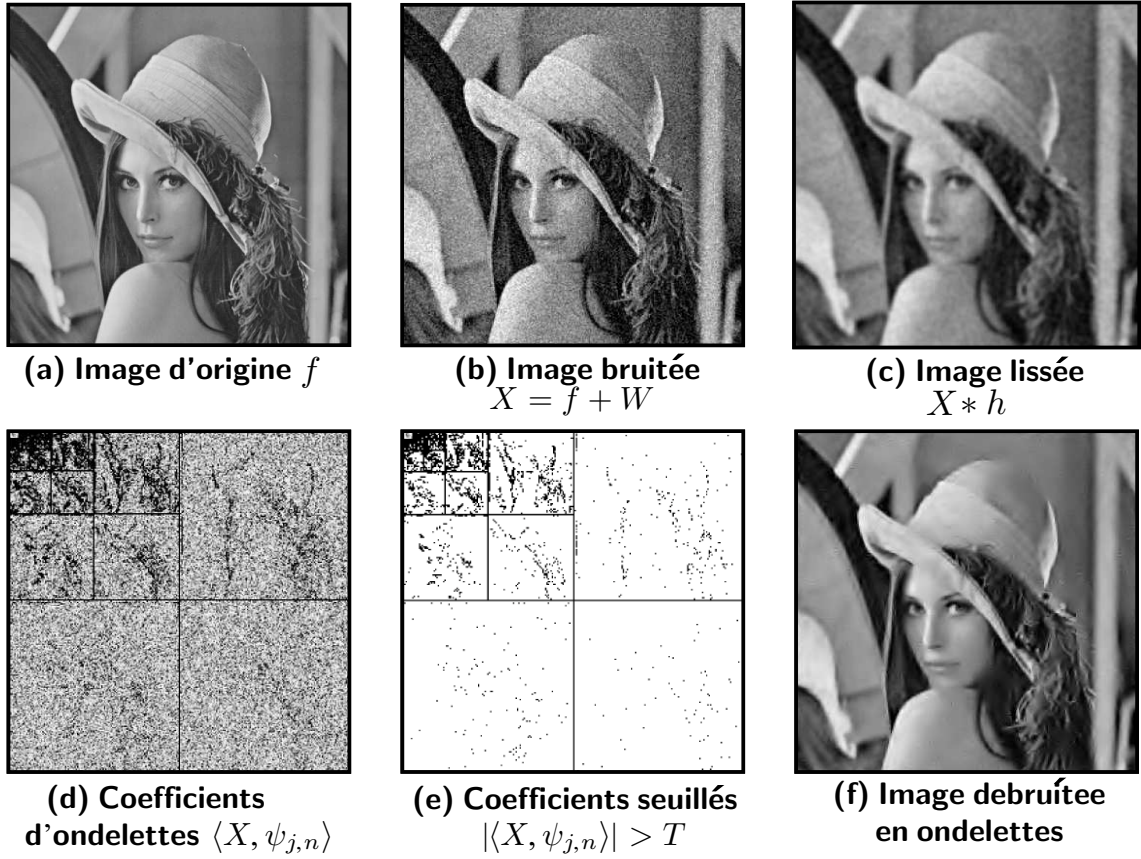 (a) Image d'origine f
(b) Image bruitée
X = f + W
(c) Image lissée
X ∗ h
(d) Coefficients
d'ondelettes ⟨X, ψ_{j,n}⟩
(e) Coefficients seuillés
|⟨X, ψ_{j,n}⟩| > T
(f) Image debruítee
en ondelettes